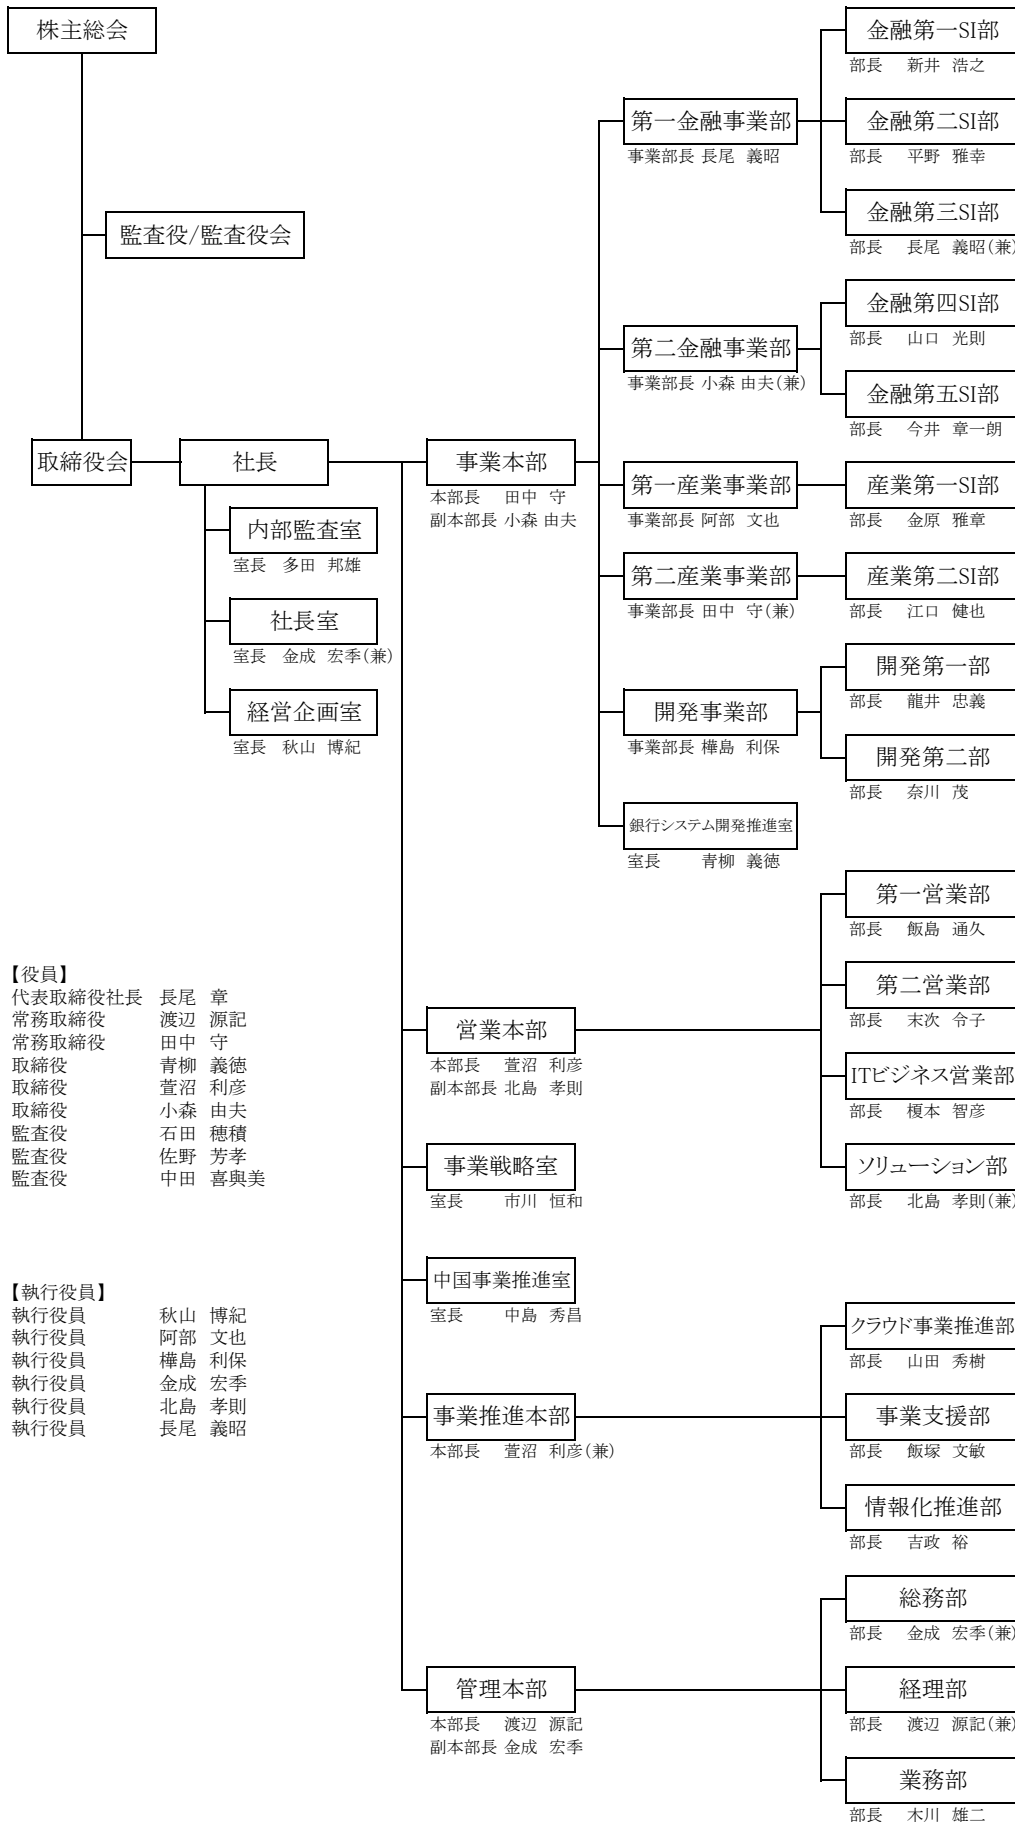 株主総会
監査役/監査役会
取締役会
社長
内部監査室
室長 多田 邦雄
社長室
室長 金成 宏季(兼)
経営企画室
室長 秋山 博紀
事業本部
本部長 田中 守
副本部長 小森 由夫
第一金融事業部
事業部長 長尾 義昭
金融第一SI部
部長 新井 浩之
金融第二SI部
部長 平野 雅幸
金融第三SI部
部長 長尾 義昭(兼)
第二金融事業部
事業部長 小森 由夫(兼)
金融第四SI部
部長 山口 光則
金融第五SI部
部長 今井 章一朗
第一産業事業部
事業部長 阿部 文也
産業第一SI部
部長 金原 雅章
第二産業事業部
事業部長 田中 守(兼)
産業第二SI部
部長 江口 健也
開発事業部
事業部長 樺島 利保
開発第一部
部長 龍井 忠義
開発第二部
部長 奈川 茂
銀行システム開発推進室
室長 青柳 義徳
営業本部
本部長 萱沼 利彦
副本部長 北島 孝則
第一営業部
部長 飯島 通久
第二営業部
部長 末次 令子
ITビジネス営業部
部長 榎本 智彦
ソリューション部
部長 北島 孝則(兼)
事業戦略室
室長 市川 恒和
中国事業推進室
室長 中島 秀昌
事業推進本部
本部長 萱沼 利彦(兼)
クラウド事業推進部
部長 山田 秀樹
事業支援部
部長 飯塚 文敏
情報化推進部
部長 吉政 裕
管理本部
本部長 渡辺 源記
副本部長 金成 宏季
総務部
部長 金成 宏季(兼)
経理部
部長 渡辺 源記(兼)
業務部
部長 木川 雄二
【役員】
代表取締役社長 長尾 章
常務取締役 渡辺 源記
常務取締役 田中 守
取締役 青柳 義徳
取締役 萱沼 利彦
取締役 小森 由夫
監査役 石田 穂積
監査役 佐野 芳孝
監査役 中田 喜與美
【執行役員】
執行役員 秋山 博紀
執行役員 阿部 文也
執行役員 樺島 利保
執行役員 金成 宏季
執行役員 北島 孝則
執行役員 長尾 義昭